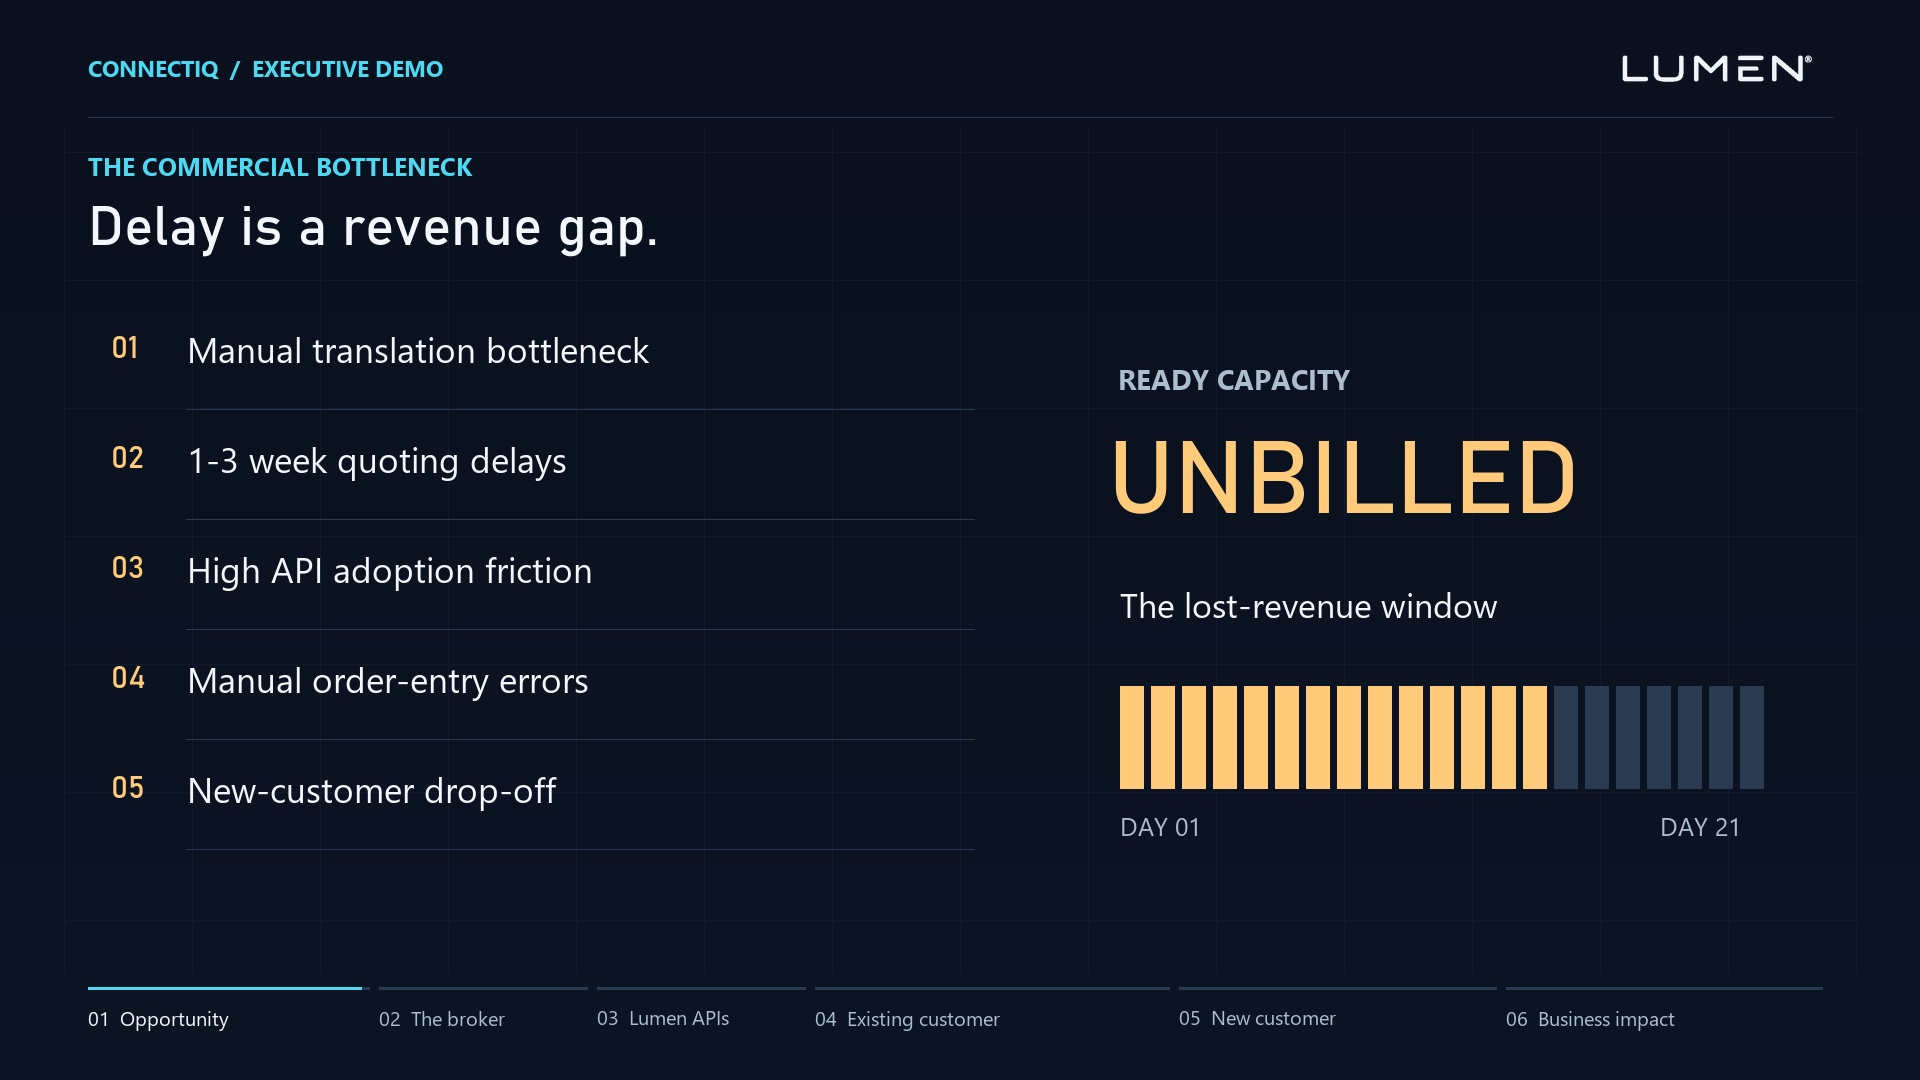 CONNECTIQ / EXECUTIVE DEMO
LUMEN®
THE COMMERCIAL BOTTLENECK
Delay is a revenue gap.
01 Manual translation bottleneck
02 1-3 week quoting delays
03 High API adoption friction
04 Manual order-entry errors
05 New-customer drop-off
READY CAPACITY
UNBILLED
The lost-revenue window
DAY 01 DAY 21
01 Opportunity 02 The broker 03 Lumen APIs 04 Existing customer 05 New customer 06 Business impact